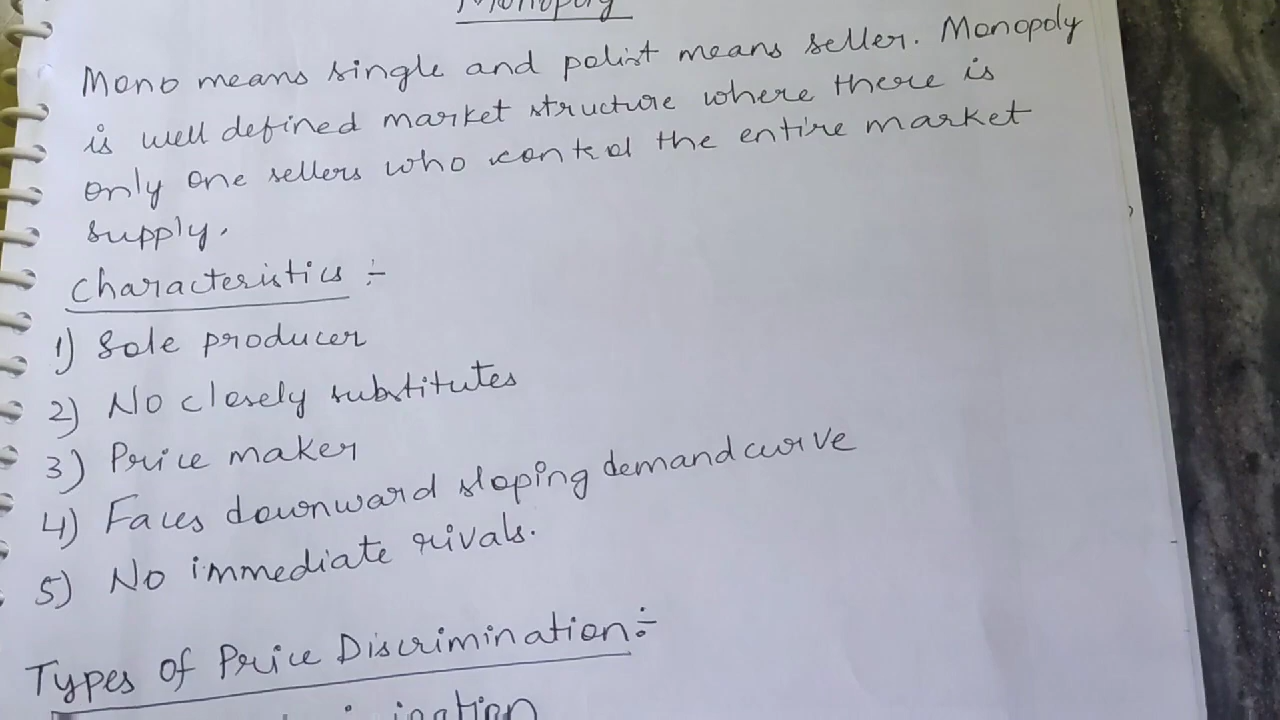 Monopoly
Mono means single and polist means seller. Monopoly
is well defined market structure where there is
only one sellers who control the entire market
supply.
Characteristics :-
1) Sole producer
2) No closely substitutes
3) Price maker
4) Faces downward sloping demand curve
5) No immediate rivals.
Types of Price Discrimination :-